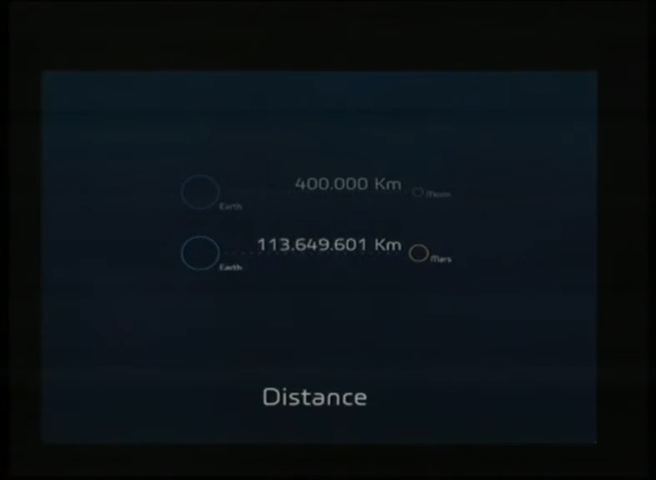 400.000 Km
Earth
Moon
113.649.601 Km
Earth
Mars
Distance